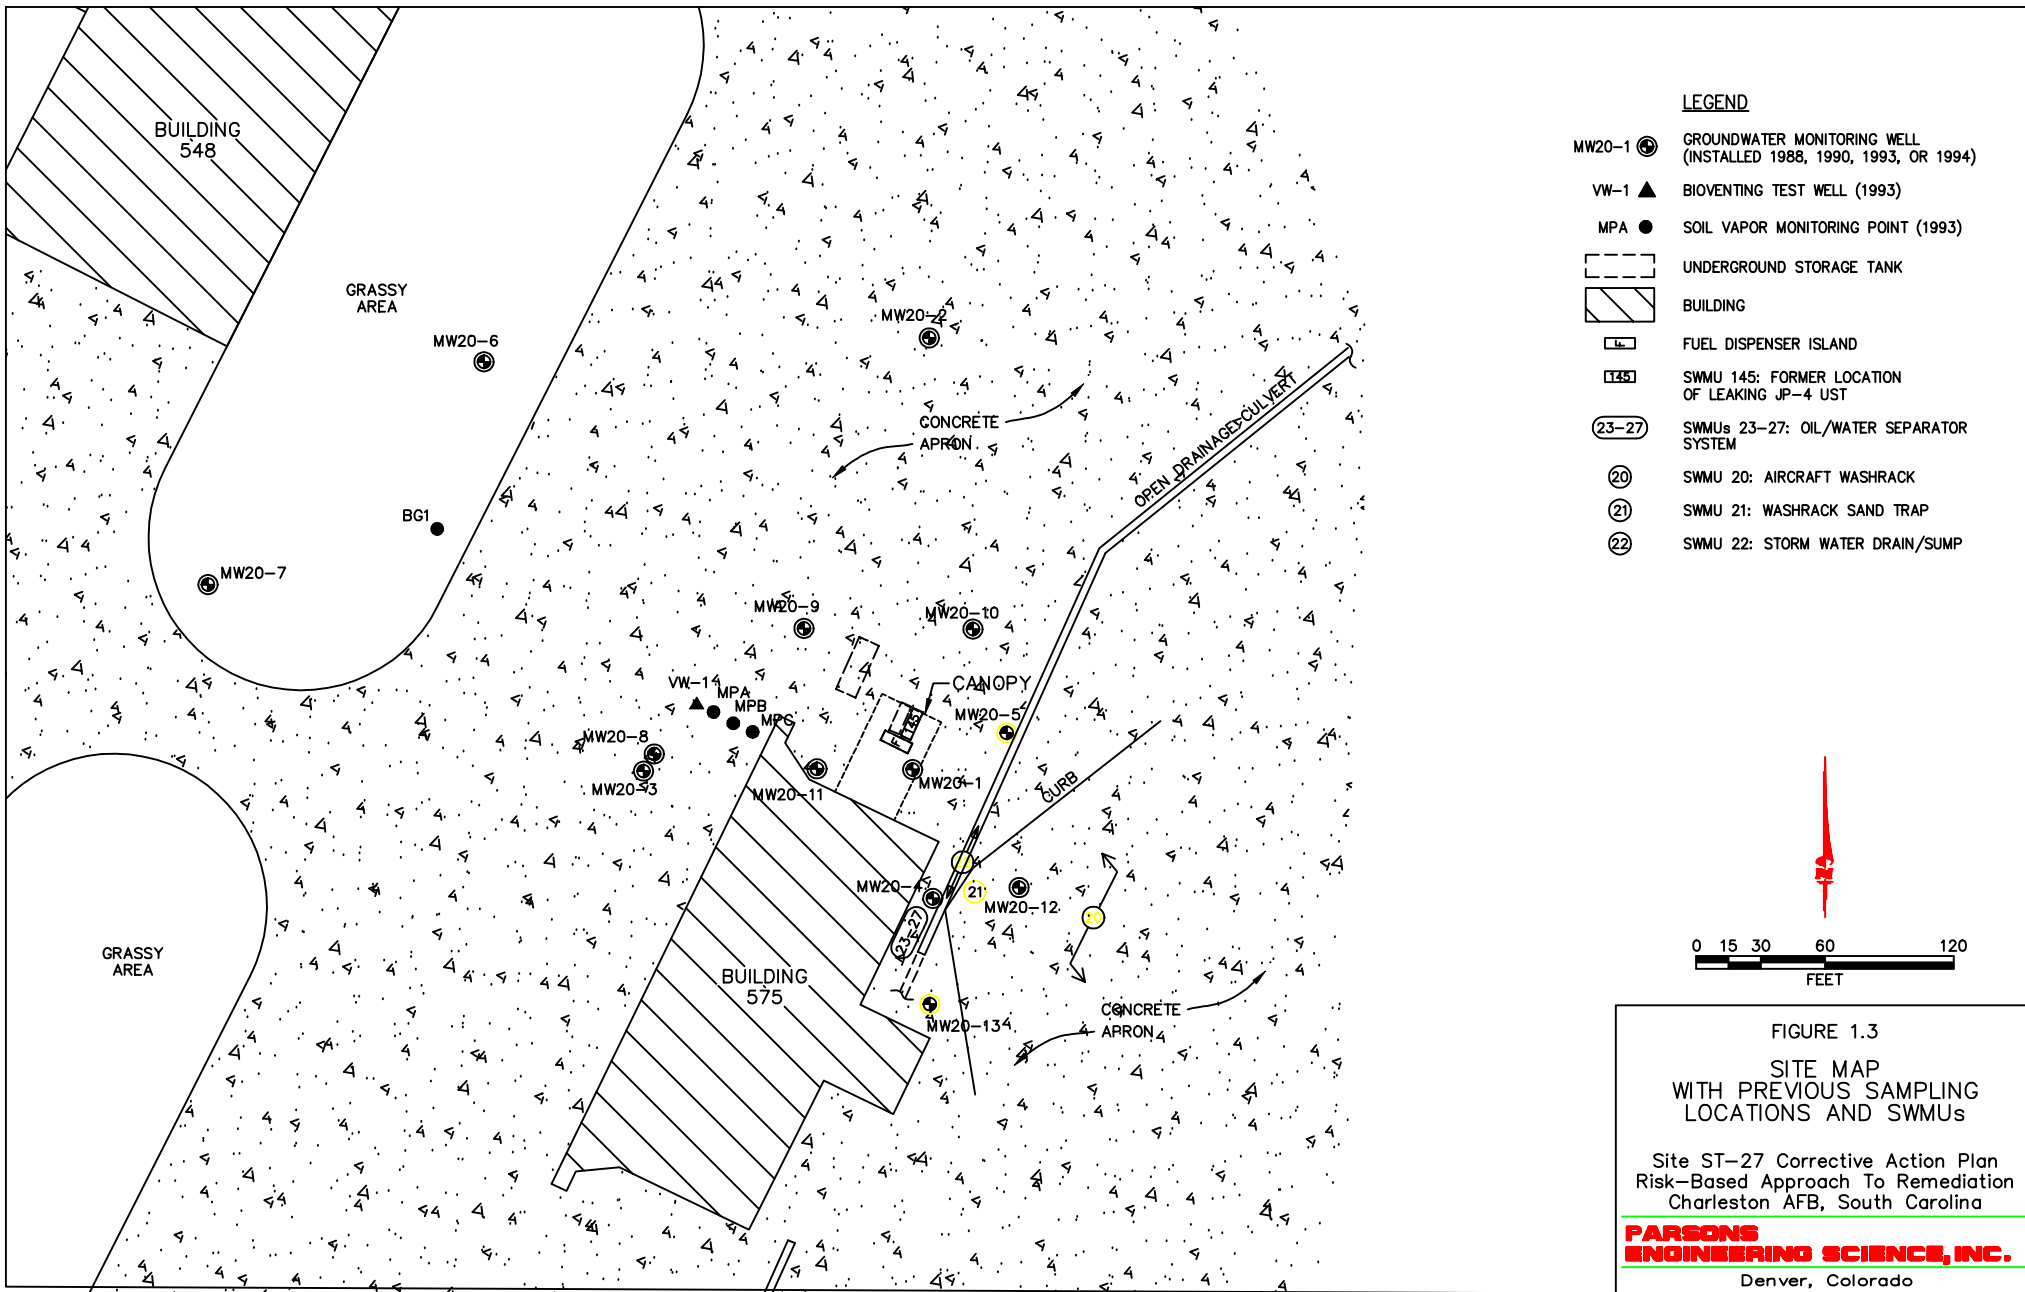 BUILDING
548
GRASSY
AREA
MW20-6
MW20-2
CONCRETE
APRON
OPEN DRAINAGE CULVERT
BG1
MW20-7
MW20-9
MW20-10
CANOPY
VW-1
MPA
MPB
MPC
145
F
MW20-5
MW20-8
MW20-3
MW20-11
MW20-1
CURB
22
MW20-4
21
MW20-12
20
23-27
GRASSY
AREA
BUILDING
575
MW20-13
CONCRETE
APRON
LEGEND
MW20-1 GROUNDWATER MONITORING WELL
(INSTALLED 1988, 1990, 1993, OR 1994)
VW-1 BIOVENTING TEST WELL (1993)
MPA SOIL VAPOR MONITORING POINT (1993)
UNDERGROUND STORAGE TANK
BUILDING
F FUEL DISPENSER ISLAND
145 SWMU 145: FORMER LOCATION
OF LEAKING JP-4 UST
23-27 SWMUs 23-27: OIL/WATER SEPARATOR
SYSTEM
20 SWMU 20: AIRCRAFT WASHRACK
21 SWMU 21: WASHRACK SAND TRAP
22 SWMU 22: STORM WATER DRAIN/SUMP
N
0 15 30 60 120
FEET
FIGURE 1.3
SITE MAP
WITH PREVIOUS SAMPLING
LOCATIONS AND SWMUs
Site ST-27 Corrective Action Plan
Risk-Based Approach To Remediation
Charleston AFB, South Carolina
PARSONS
ENGINEERING SCIENCE, INC.
Denver, Colorado